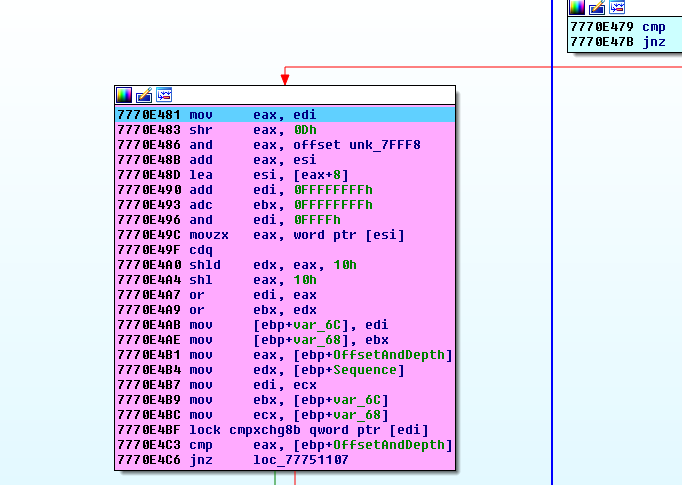 7770E479 cmp
7770E47B jnz
7770E481 mov eax, edi
7770E483 shr eax, 0Dh
7770E486 and eax, offset unk_7FFF8
7770E48B add eax, esi
7770E48D lea esi, [eax+8]
7770E490 add edi, 0FFFFFFFFh
7770E493 adc ebx, 0FFFFFFFFh
7770E496 and edi, 0FFFFh
7770E49C movzx eax, word ptr [esi]
7770E49F cdq
7770E4A0 shld edx, eax, 10h
7770E4A4 shl eax, 10h
7770E4A7 or edi, eax
7770E4A9 or ebx, edx
7770E4AB mov [ebp+var_6C], edi
7770E4AE mov [ebp+var_68], ebx
7770E4B1 mov eax, [ebp+OffsetAndDepth]
7770E4B4 mov edx, [ebp+Sequence]
7770E4B7 mov edi, ecx
7770E4B9 mov ebx, [ebp+var_6C]
7770E4BC mov ecx, [ebp+var_68]
7770E4BF lock cmpxchg8b qword ptr [edi]
7770E4C3 cmp eax, [ebp+OffsetAndDepth]
7770E4C6 jnz loc_77751107